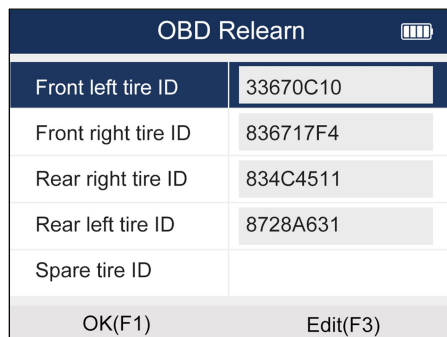 OBD Relearn
Front left tire ID 33670C10
Front right tire ID 836717F4
Rear right tire ID 834C4511
Rear left tire ID 8728A631
Spare tire ID
OK(F1) Edit(F3)